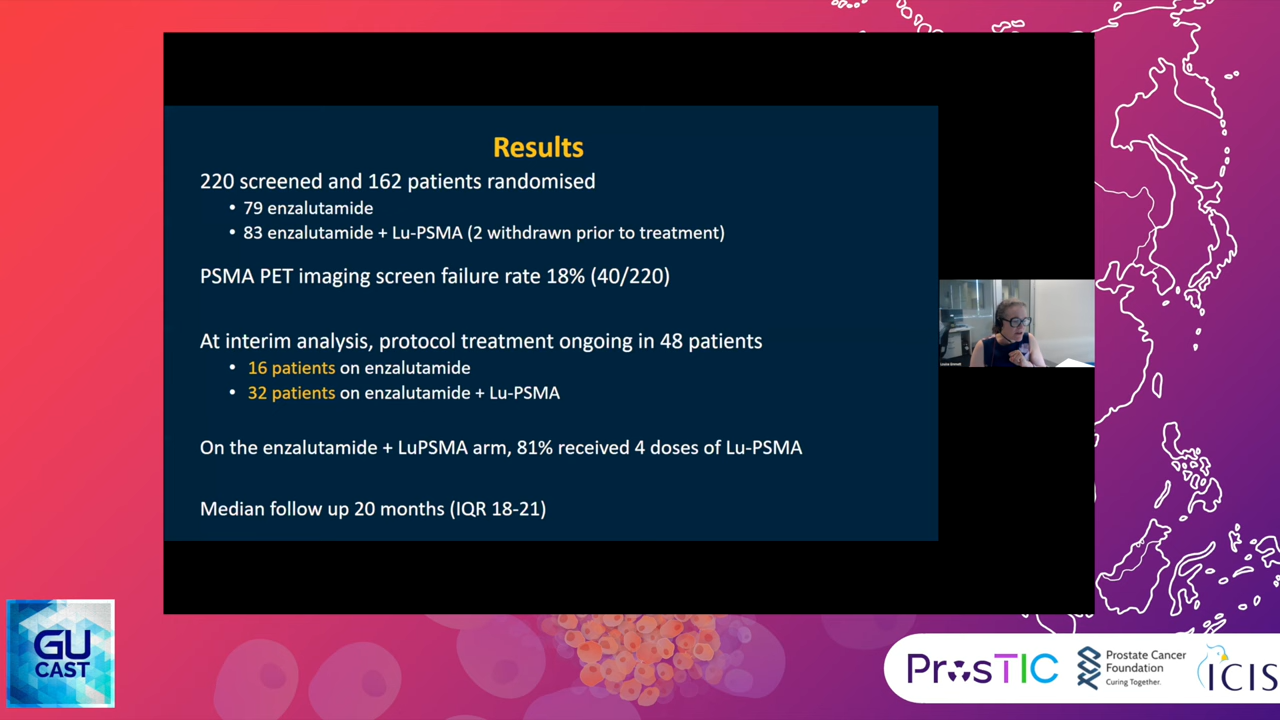 Results
220 screened and 162 patients randomised
• 79 enzalutamide
• 83 enzalutamide + Lu-PSMA (2 withdrawn prior to treatment)
PSMA PET imaging screen failure rate 18% (40/220)
At interim analysis, protocol treatment ongoing in 48 patients
• 16 patients on enzalutamide
• 32 patients on enzalutamide + Lu-PSMA
On the enzalutamide + LuPSMA arm, 81% received 4 doses of Lu-PSMA
Median follow up 20 months (IQR 18-21)
Louise Emmett
GU
CAST
ProsTIC
Prostate Cancer
Foundation
Curing Together.
ICIS